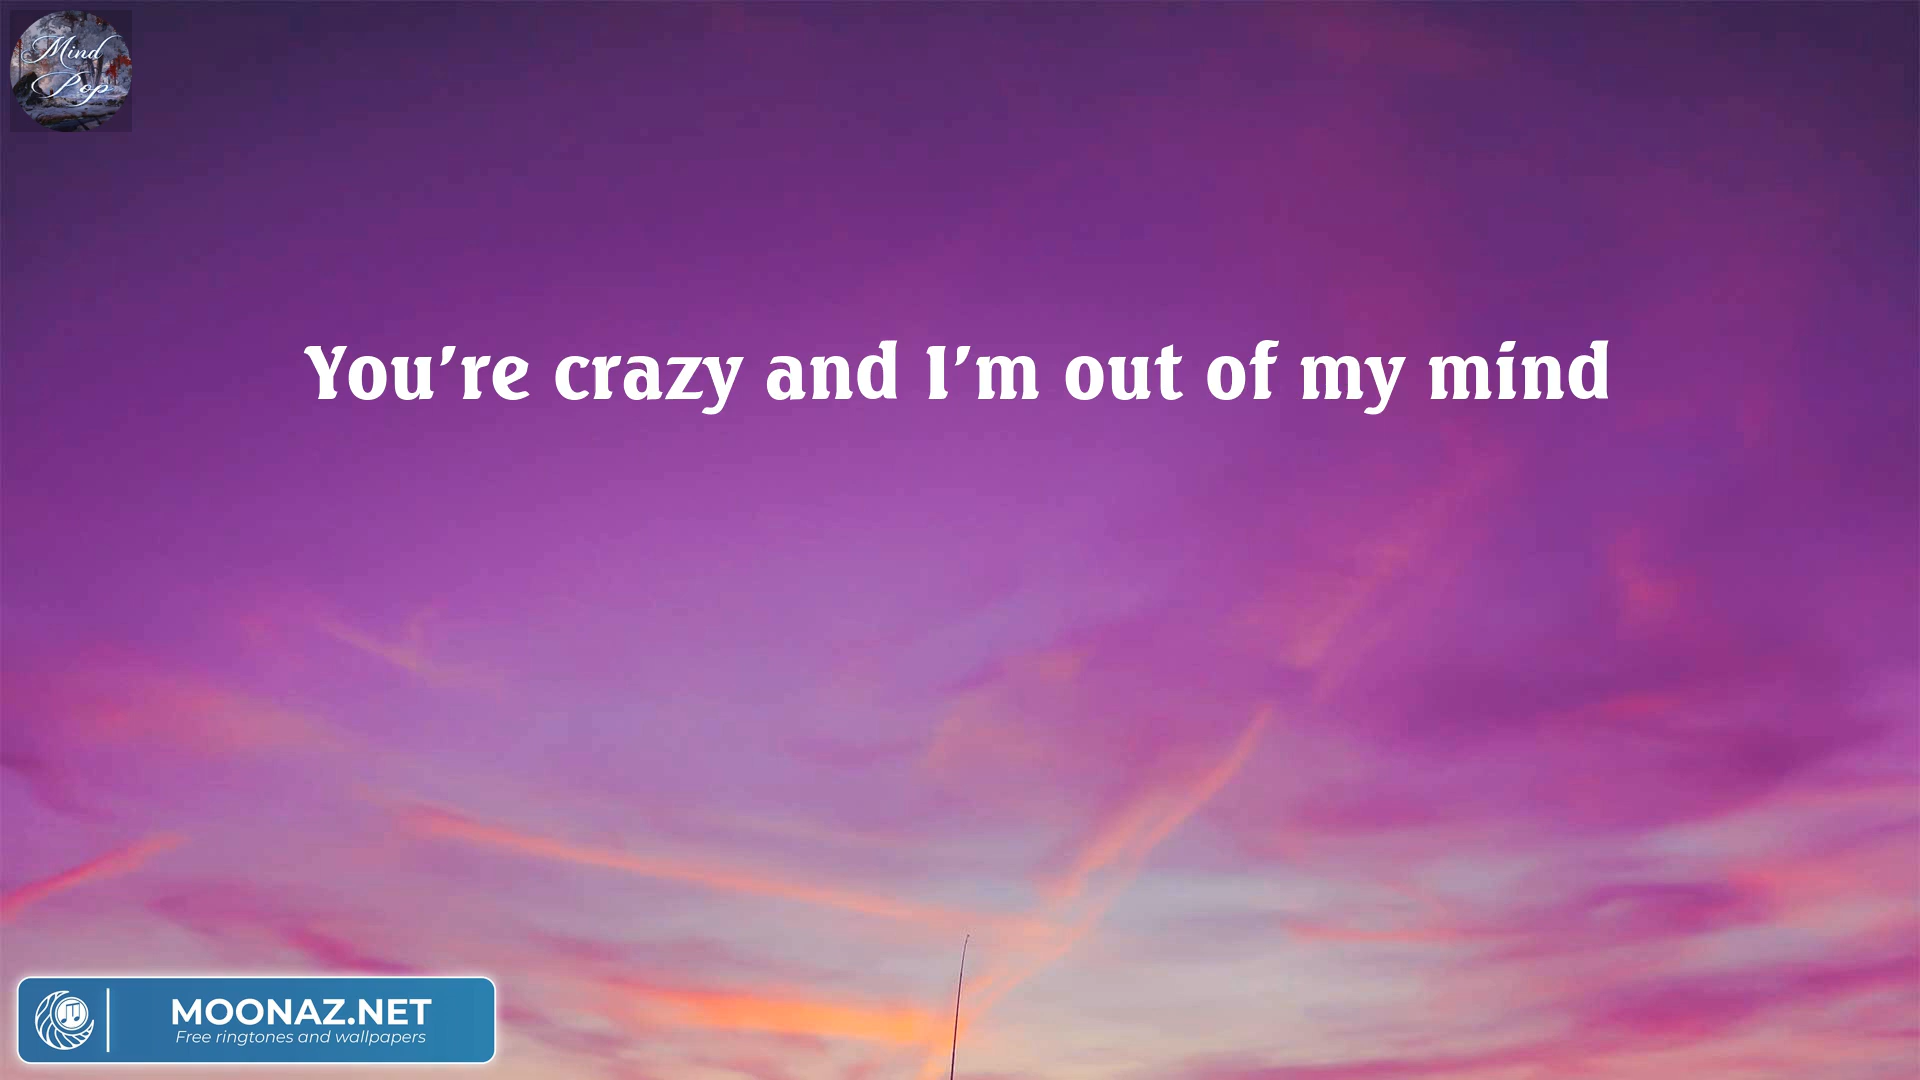 Mind
Pop
You're crazy and I'm out of my mind
MOONAZ.NET
Free ringtones and wallpapers